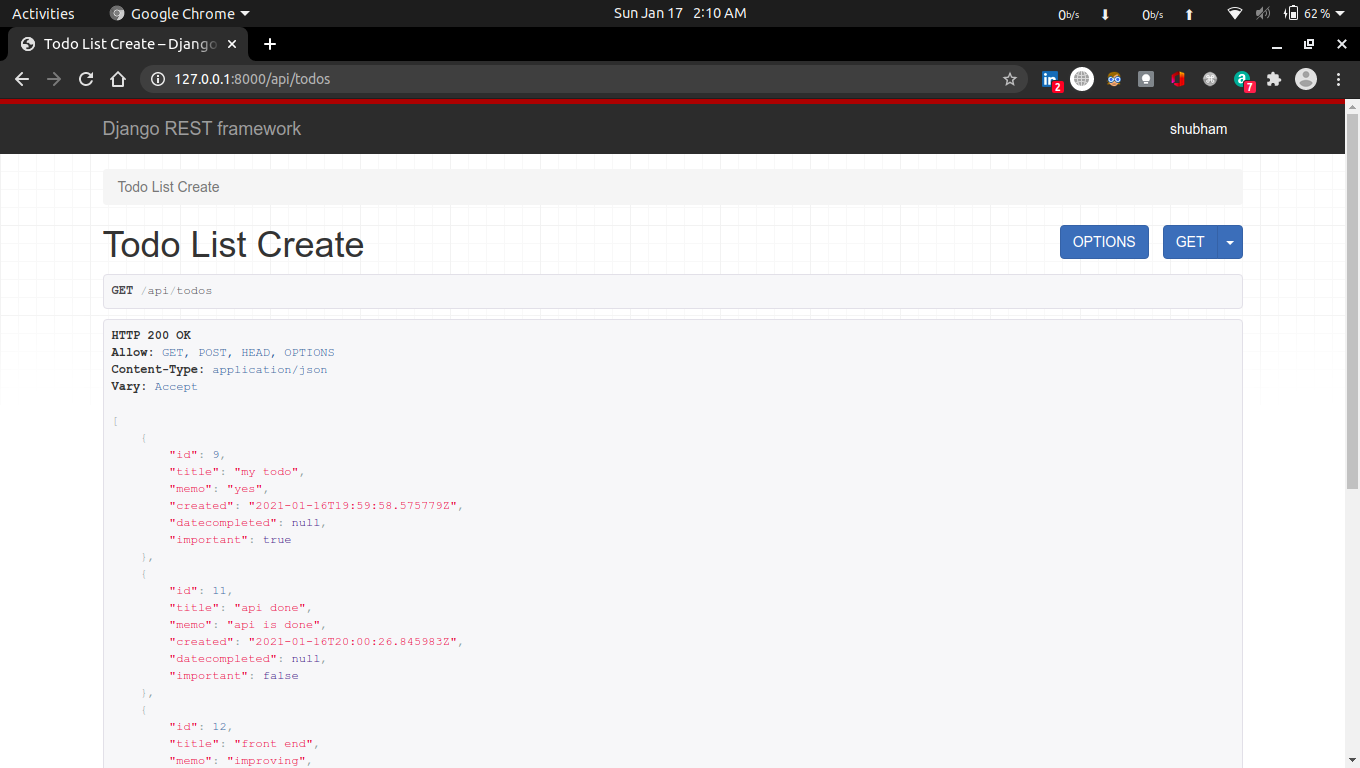 Activities Google Chrome Sun Jan 17 2:10 AM 0b/s 0b/s 62 %
Todo List Create – Django
127.0.0.1:8000/api/todos 2 7
Django REST framework shubham
Todo List Create
Todo List Create OPTIONS GET
GET /api/todos
HTTP 200 OK
Allow: GET, POST, HEAD, OPTIONS
Content-Type: application/json
Vary: Accept
[
    {
        "id": 9,
        "title": "my todo",
        "memo": "yes",
        "created": "2021-01-16T19:59:58.575779Z",
        "datecompleted": null,
        "important": true
    },
    {
        "id": 11,
        "title": "api done",
        "memo": "api is done",
        "created": "2021-01-16T20:00:26.845983Z",
        "datecompleted": null,
        "important": false
    },
    {
        "id": 12,
        "title": "front end",
        "memo": "improving",